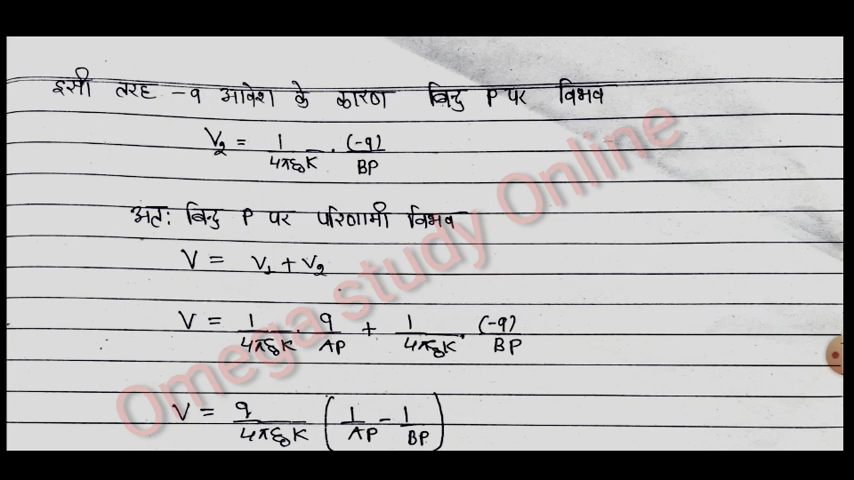 इसी तरह -q आवेश के कारण बिन्दु P पर विभव
V₂ = 1/4πε₀K . (-q)/BP
अतः बिन्दु P पर परिणामी विभव
V = V₁ + V₂
V = 1/4πε₀K . q/AP + 1/4πε₀K . (-q)/BP
V = q/4πε₀K (1/AP - 1/BP)
Omega study Online